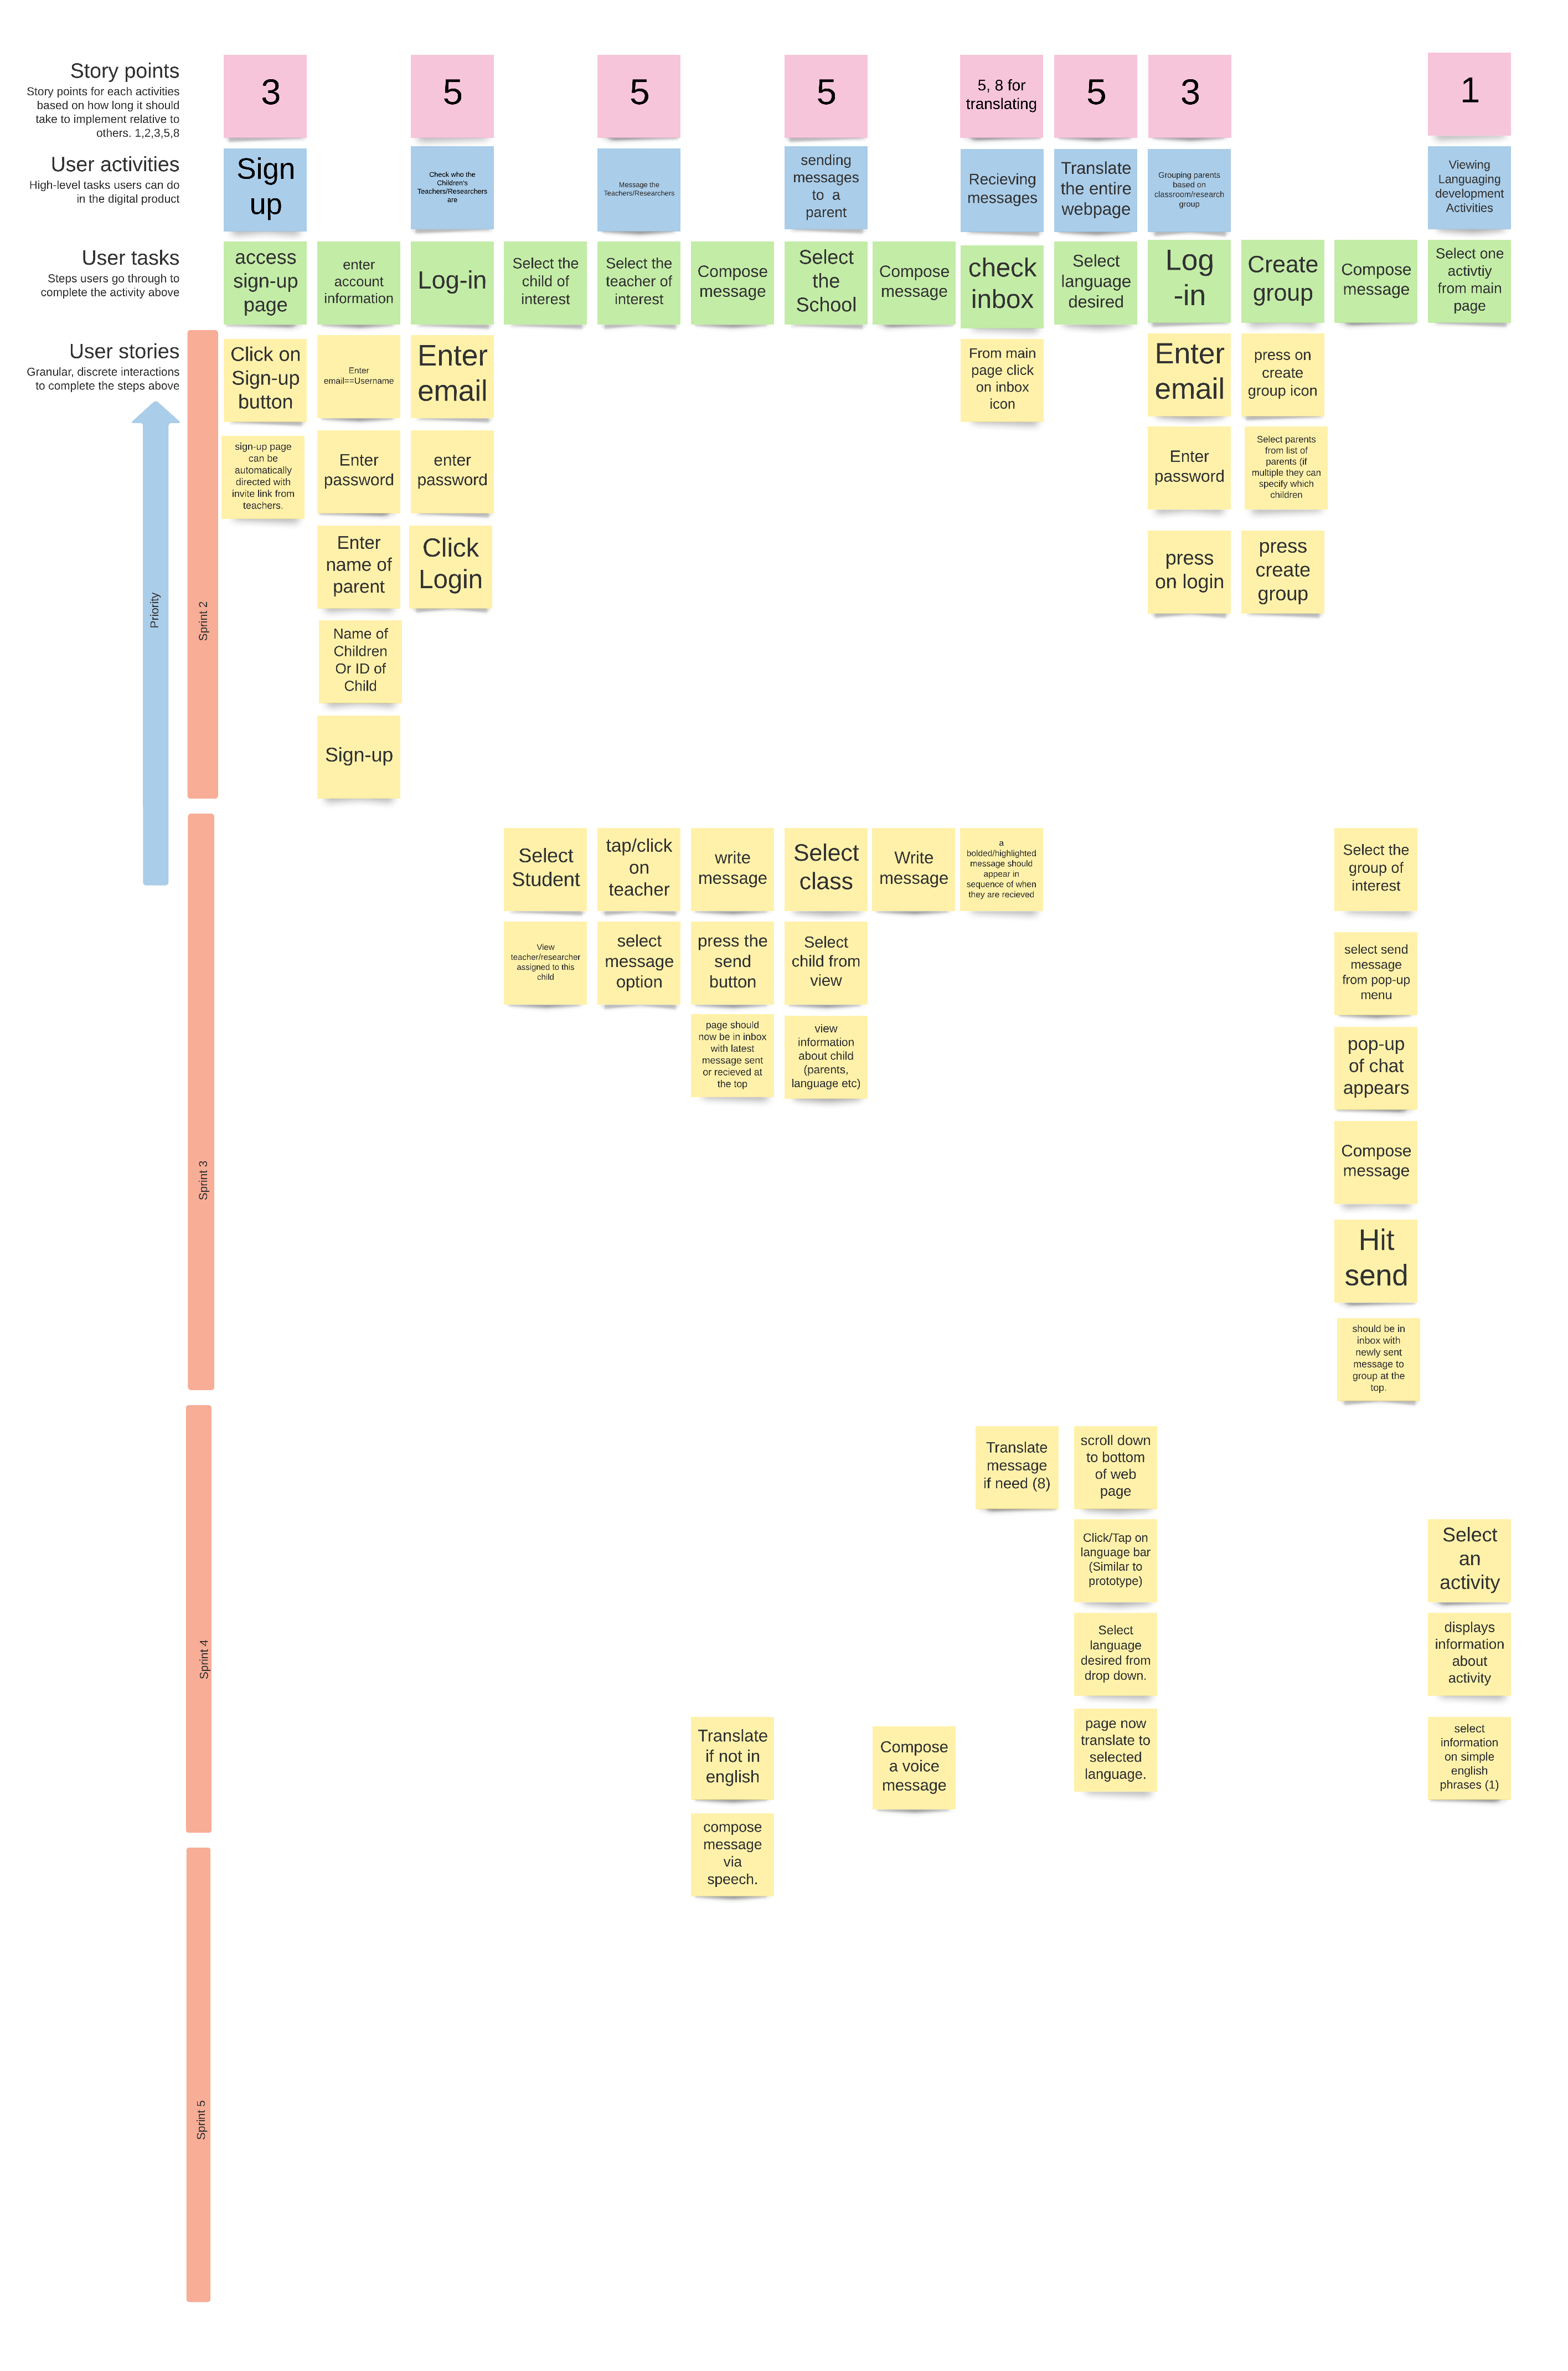 Story points
Story points for each activities
based on how long it should
take to implement relative to
others. 1,2,3,5,8
3
5
5
5
5, 8 for
translating
5
3
1
User activities
High-level tasks users can do
in the digital product
Sign
up
Check who the
Children's
Teachers/Researchers
are
Message the
Teachers/Researchers
sending
messages
to a
parent
Recieving
messages
Translate
the entire
webpage
Grouping parents
based on
classroom/research
group
Viewing
Languaging
development
Activities
User tasks
Steps users go through to
complete the activity above
access
sign-up
page
enter
account
information
Log-in
Select the
child of
interest
Select the
teacher of
interest
Compose
message
Select
the
School
Compose
message
check
inbox
Select
language
desired
Log
-in
Create
group
Compose
message
Select one
activtiy
from main
page
User stories
Granular, discrete interactions
to complete the steps above
Priority
Sprint 2
Click on
Sign-up
button
Enter
email==Username
Enter
email
From main
page click
on inbox
icon
Enter
email
press on
create
group icon
sign-up page
can be
automatically
directed with
invite link from
teachers.
Enter
password
enter
password
Enter
password
Select parents
from list of
parents (if
multiple they can
specify which
children
Enter
name of
parent
Click
Login
press
on login
press
create
group
Name of
Children
Or ID of
Child
Sign-up
Sprint 3
Select
Student
tap/click
on
teacher
write
message
Select
class
Write
message
a
bolded/highlighted
message should
appear in
sequence of when
they are recieved
Select the
group of
interest
View
teacher/researcher
assigned to this
child
select
message
option
press the
send
button
Select
child from
view
select send
message
from pop-up
menu
page should
now be in inbox
with latest
message sent
or recieved at
the top
view
information
about child
(parents,
language etc)
pop-up
of chat
appears
Compose
message
Hit
send
should be in
inbox with
newly sent
message to
group at the
top.
Sprint 4
Translate
message
if need (8)
scroll down
to bottom
of web
page
Click/Tap on
language bar
(Similar to
prototype)
Select
an
activity
Select
language
desired from
drop down.
displays
information
about
activity
Translate
if not in
english
Compose
a voice
message
page now
translate to
selected
language.
select
information
on simple
english
phrases (1)
compose
message
via
speech.
Sprint 5